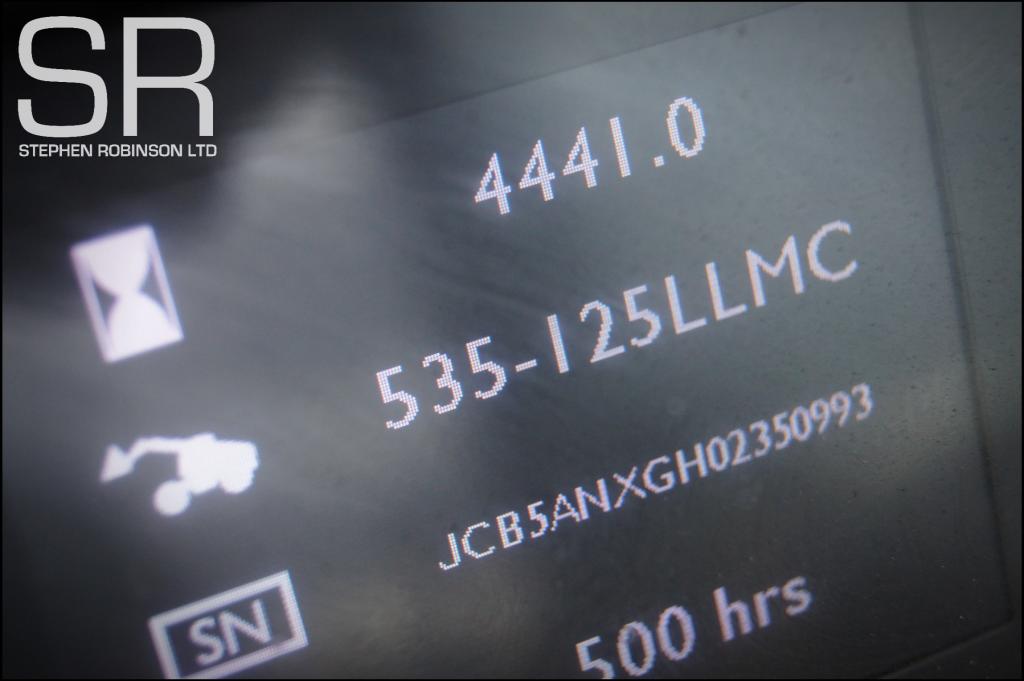 SR
STEPHEN ROBINSON LTD
4441.0
535-125LLMC
JCB5ANXGH02350993
SN
500 hrs